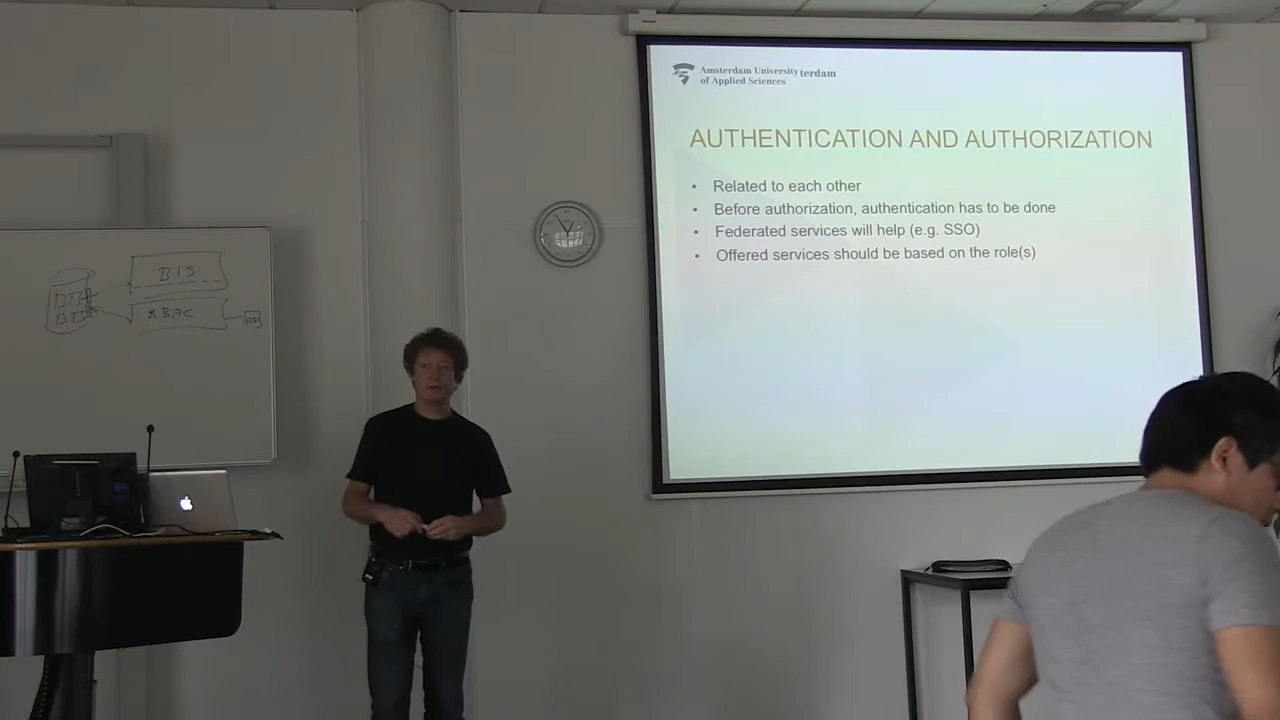 Amsterdam University terdam
of Applied Sciences
AUTHENTICATION AND AUTHORIZATION
• Related to each other
• Before authorization, authentication has to be done
• Federated services will help (e.g. SSO)
• Offered services should be based on the role(s)
BIS
*BAC